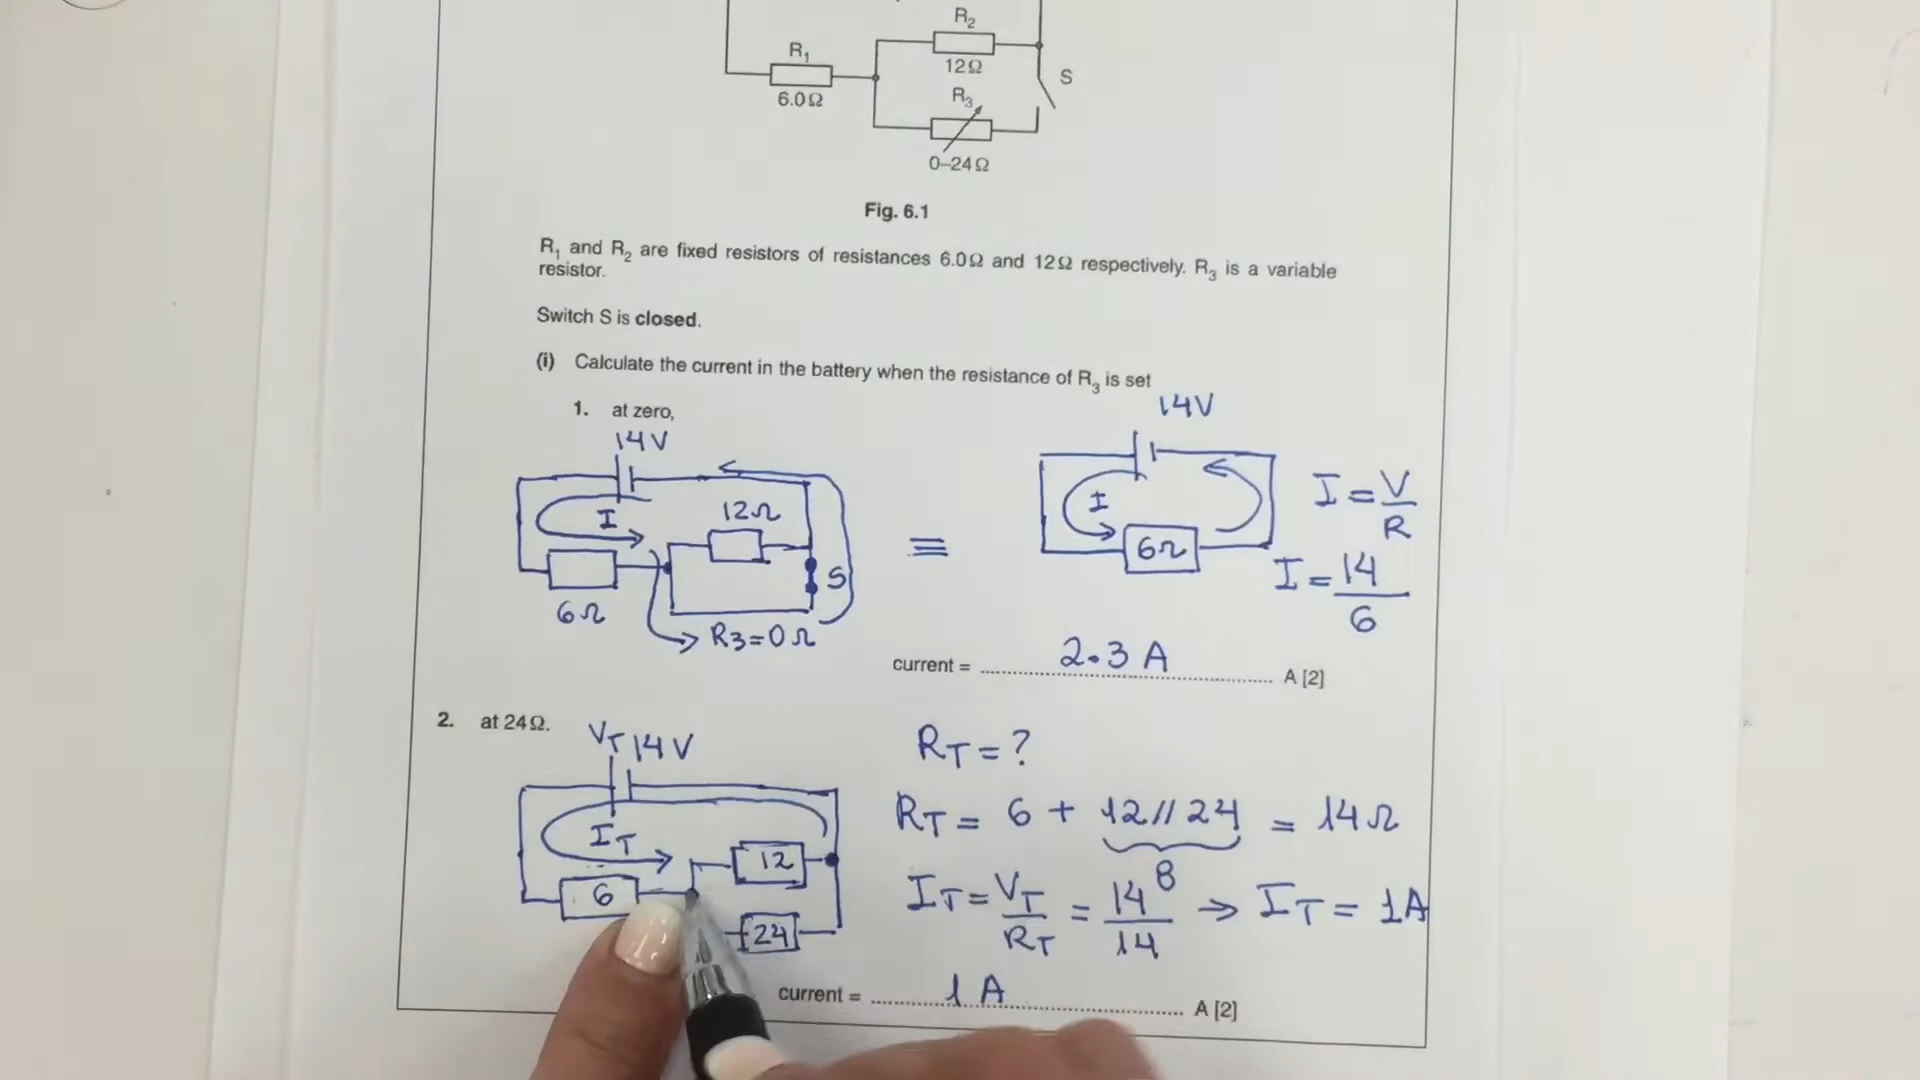 R2
12Ω
R1
6.0Ω
S
R3
0–24Ω
Fig. 6.1
R1 and R2 are fixed resistors of resistances 6.0Ω and 12Ω respectively. R3 is a variable
resistor.
Switch S is closed.
(i) Calculate the current in the battery when the resistance of R3 is set
1. at zero,
14V
14V
I
12Ω
S
6Ω
R3=0Ω
≡
I
6Ω
I = V/R
I = 14/6
current = 2.3 A A [2]
2. at 24Ω.
VT 14V
IT
12
6
24
RT = ?
RT = 6 + 12//24 = 14Ω
8
IT = VT/RT = 14/14 → IT = 1A
current = 1 A A [2]